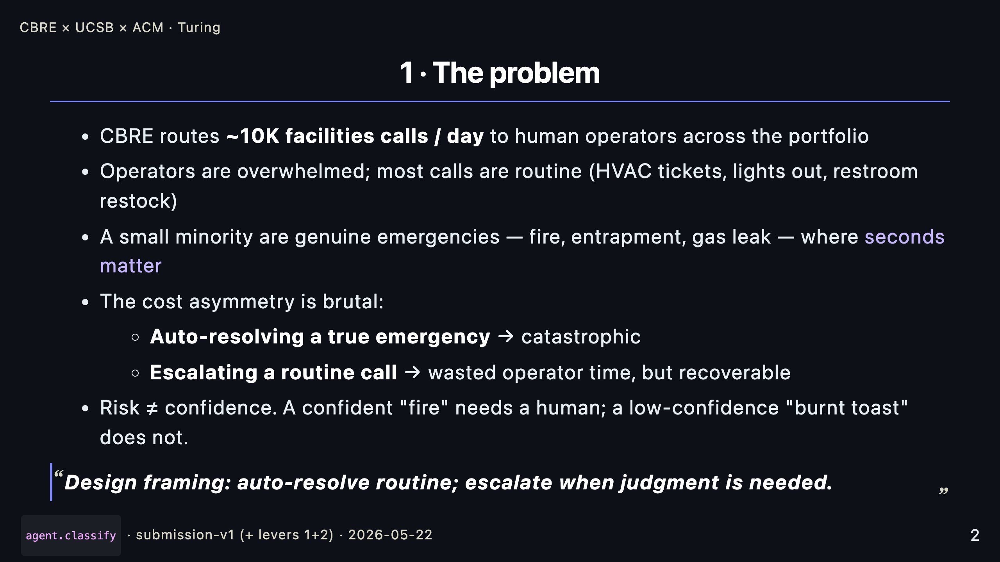 CBRE × UCSB × ACM · Turing
1 · The problem
• CBRE routes ~10K facilities calls / day to human operators across the portfolio
• Operators are overwhelmed; most calls are routine (HVAC tickets, lights out, restroom
restock)
• A small minority are genuine emergencies — fire, entrapment, gas leak — where seconds
matter
• The cost asymmetry is brutal:
◦ Auto-resolving a true emergency → catastrophic
◦ Escalating a routine call → wasted operator time, but recoverable
• Risk ≠ confidence. A confident "fire" needs a human; a low-confidence "burnt toast"
does not.
“Design framing: auto-resolve routine; escalate when judgment is needed.”
agent.classify · submission-v1 (+ levers 1+2) · 2026-05-22
2